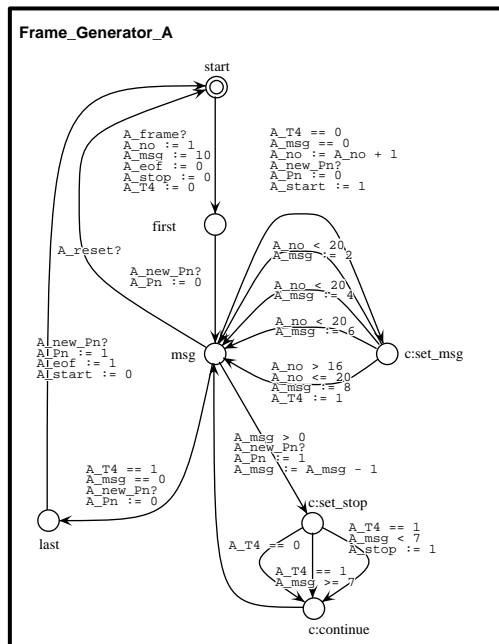 Frame_Generator_A
start
A_frame?
A_no := 1
A_msg := 10
A_eof := 0
A_stop := 0
A_T4 := 0
A_T4 == 0
A_msg == 0
A_no := A_no + 1
A_new_Pn?
A_Pn := 0
A_start := 1
first
A_reset?
A_new_Pn?
A_Pn := 0
A_no < 20
A_msg := 2
A_no < 20
A_msg := 4
A_no < 20
A_msg := 6
msg
c:set_msg
A_new_Pn?
A_Pn := 1
A_eof := 1
A_start := 0
A_no > 16
A_no <= 20
A_msg := 8
A_T4 := 1
A_msg > 0
A_new_Pn?
A_Pn := 1
A_msg := A_msg - 1
A_T4 == 1
A_msg == 0
A_new_Pn?
A_Pn := 0
c:set_stop
last
A_T4 == 0
A_T4 == 1
A_msg < 7
A_stop := 1
A_T4 == 1
A_msg >= 7
c:continue